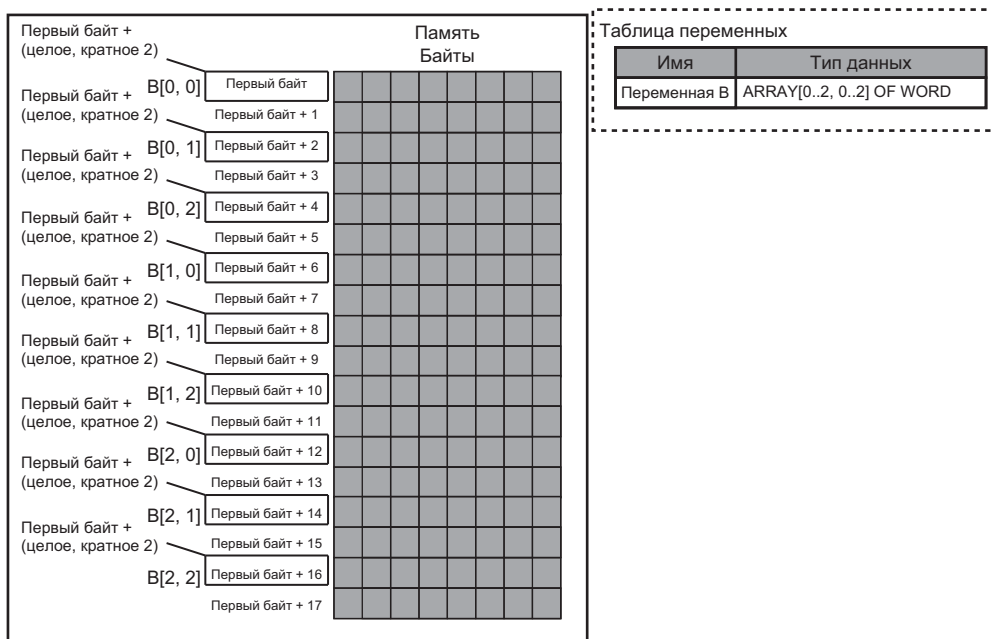 Память
Байты
Первый байт +
(целое, кратное 2)
B[0, 0]
Первый байт
Первый байт + 1
Первый байт +
(целое, кратное 2)
B[0, 1]
Первый байт + 2
Первый байт + 3
Первый байт +
(целое, кратное 2)
B[0, 2]
Первый байт + 4
Первый байт + 5
Первый байт +
(целое, кратное 2)
B[1, 0]
Первый байт + 6
Первый байт + 7
Первый байт +
(целое, кратное 2)
B[1, 1]
Первый байт + 8
Первый байт + 9
Первый байт +
(целое, кратное 2)
B[1, 2]
Первый байт + 10
Первый байт + 11
Первый байт +
(целое, кратное 2)
B[2, 0]
Первый байт + 12
Первый байт + 13
Первый байт +
(целое, кратное 2)
B[2, 1]
Первый байт + 14
Первый байт + 15
Первый байт +
(целое, кратное 2)
B[2, 2]
Первый байт + 16
Первый байт + 17
Таблица переменных
Имя Тип данных
Переменная B ARRAY[0..2, 0..2] OF WORD